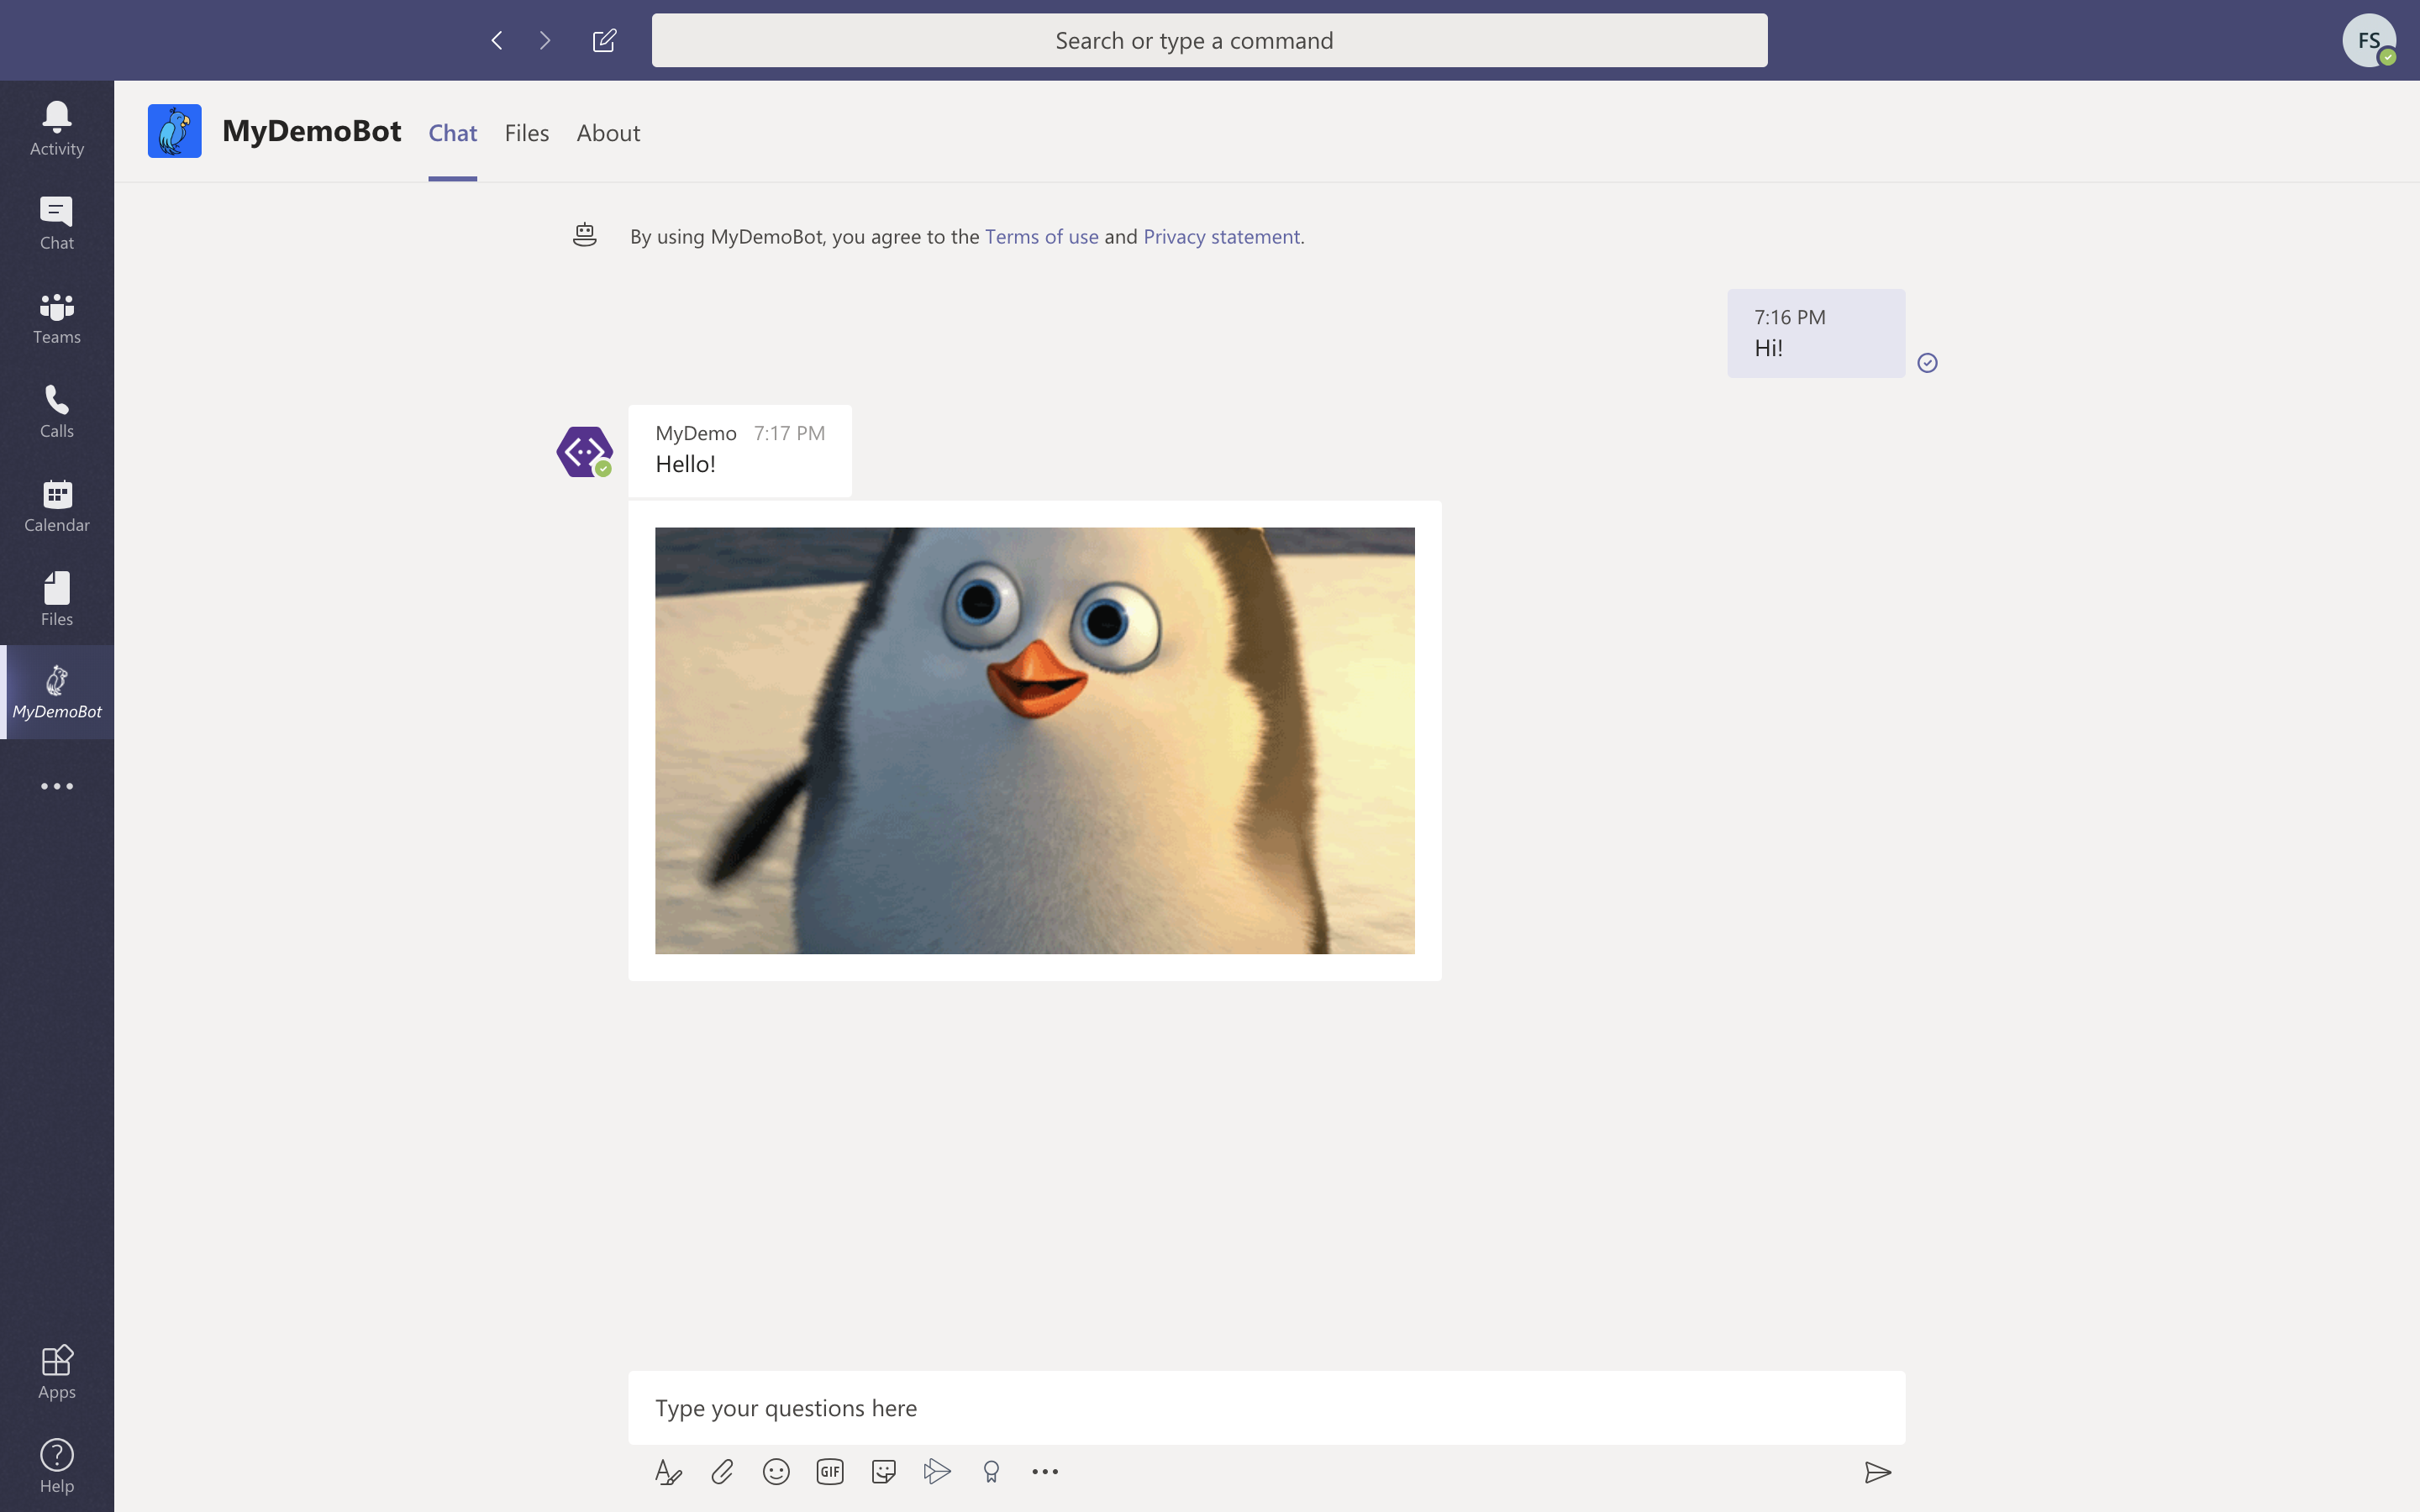 Search or type a command
FS
Activity
Chat
Teams
Calls
Calendar
Files
MyDemoBot
Apps
Help
MyDemoBot Chat Files About
By using MyDemoBot, you agree to the Terms of use and Privacy statement.
7:16 PM
Hi!
MyDemo 7:17 PM
Hello!
Type your questions here
GIF